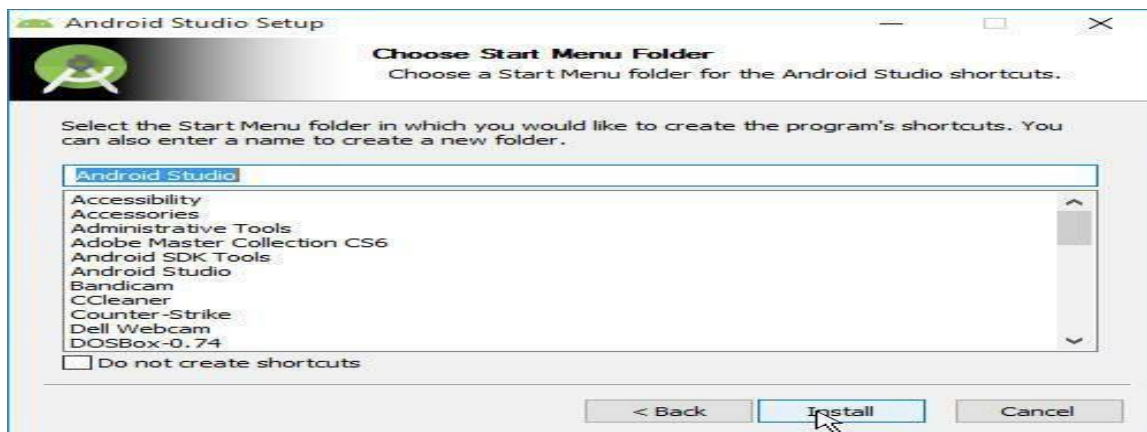 Android Studio Setup
Choose Start Menu Folder
Choose a Start Menu folder for the Android Studio shortcuts.
Select the Start Menu folder in which you would like to create the program's shortcuts. You
can also enter a name to create a new folder.
Android Studio
Accessibility
Accessories
Administrative Tools
Adobe Master Collection CS6
Android SDK Tools
Android Studio
Bandicam
CCleaner
Counter-Strike
Dell Webcam
DOSBox-0.74
Do not create shortcuts
< Back
Install
Cancel